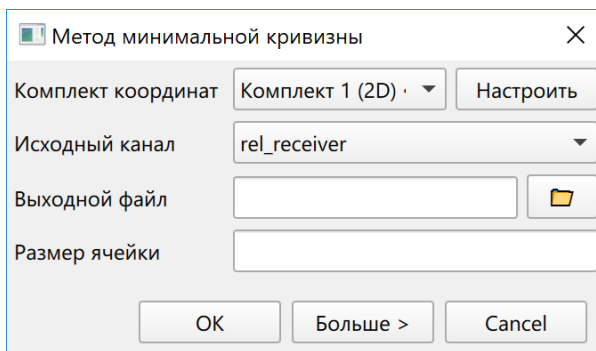 Метод минимальной кривизны
Комплект координат Комплект 1 (2D) Настроить
Исходный канал rel_receiver
Выходной файл
Размер ячейки
OK Больше > Cancel